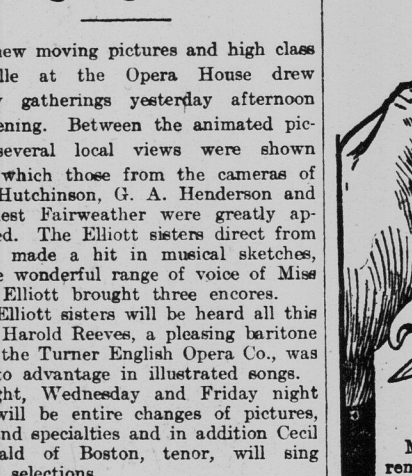 new moving pictures and high class
lle at the Opera House drew
gatherings yesterday afternoon
ening. Between the animated pic-
several local views were shown
which those from the cameras of
Hutchinson, G. A. Henderson and
est Fairweather were greatly ap-
ed. The Elliott sisters direct from
made a hit in musical sketches,
e wonderful range of voice of Miss
Elliott brought three encores.
Elliott sisters will be heard all this
Harold Reeves, a pleasing baritone
the Turner English Opera Co., was
to advantage in illustrated songs.
ght, Wednesday and Friday night
will be entire changes of pictures,
nd specialties and in addition Cecil
ald of Boston, tenor, will sing
selections
M
ren